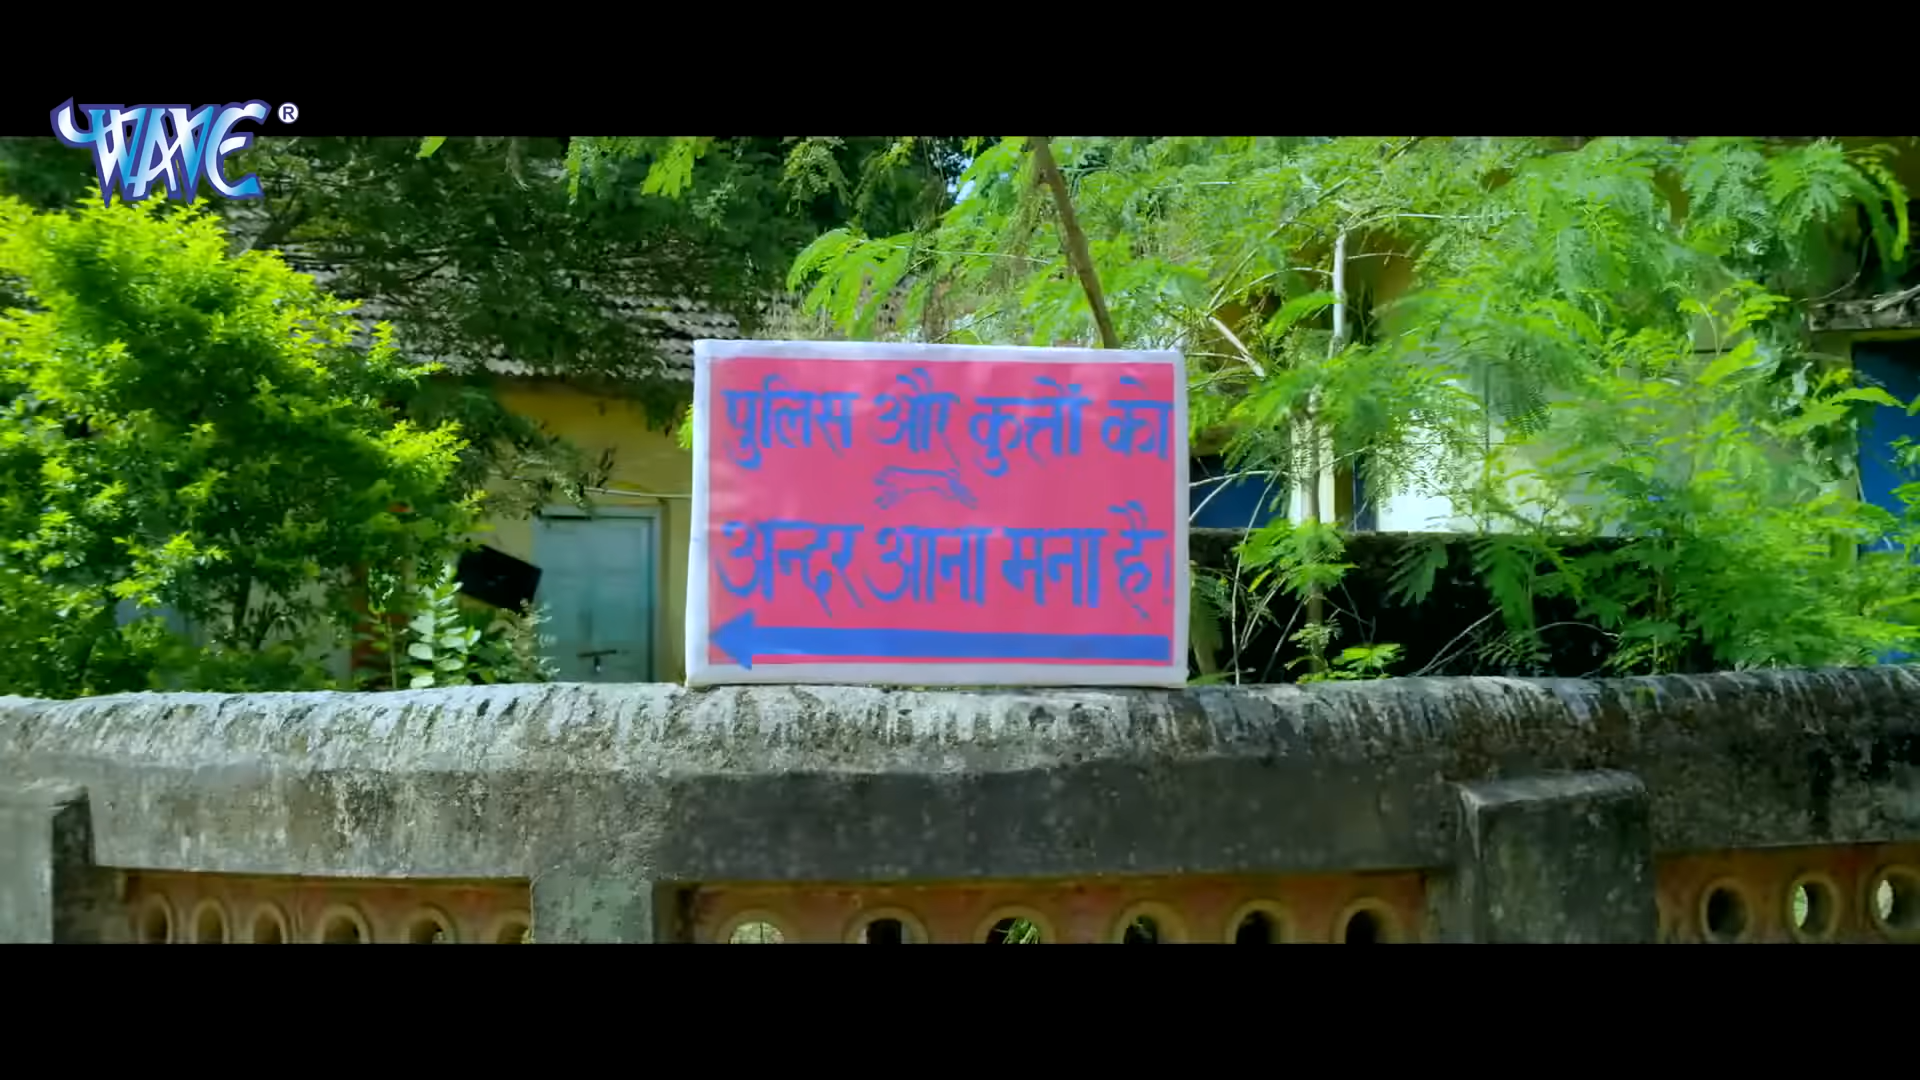 WAVE®
पुलिस और कुत्तों को
अन्दर आना मना है!